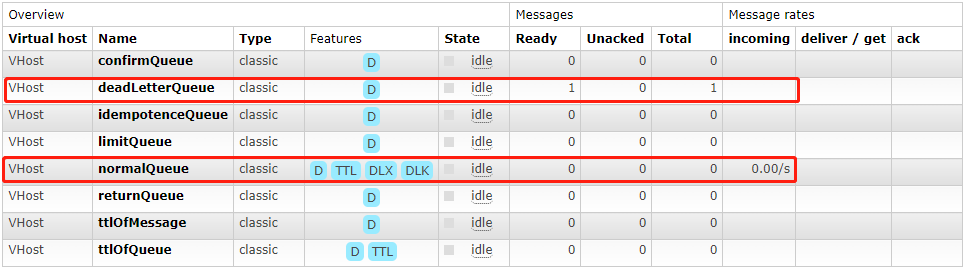 Overview Messages Message rates
Virtual host Name Type Features State Ready Unacked Total incoming deliver / get ack
VHost confirmQueue classic D idle 0 0 0
VHost deadLetterQueue classic D idle 1 0 1
VHost idempotenceQueue classic D idle 0 0 0
VHost limitQueue classic D idle 0 0 0
VHost normalQueue classic D TTL DLX DLK idle 0 0 0 0.00/s
VHost returnQueue classic D idle 0 0 0
VHost ttlOfMessage classic D idle 0 0 0
VHost ttlOfQueue classic D TTL idle 0 0 0